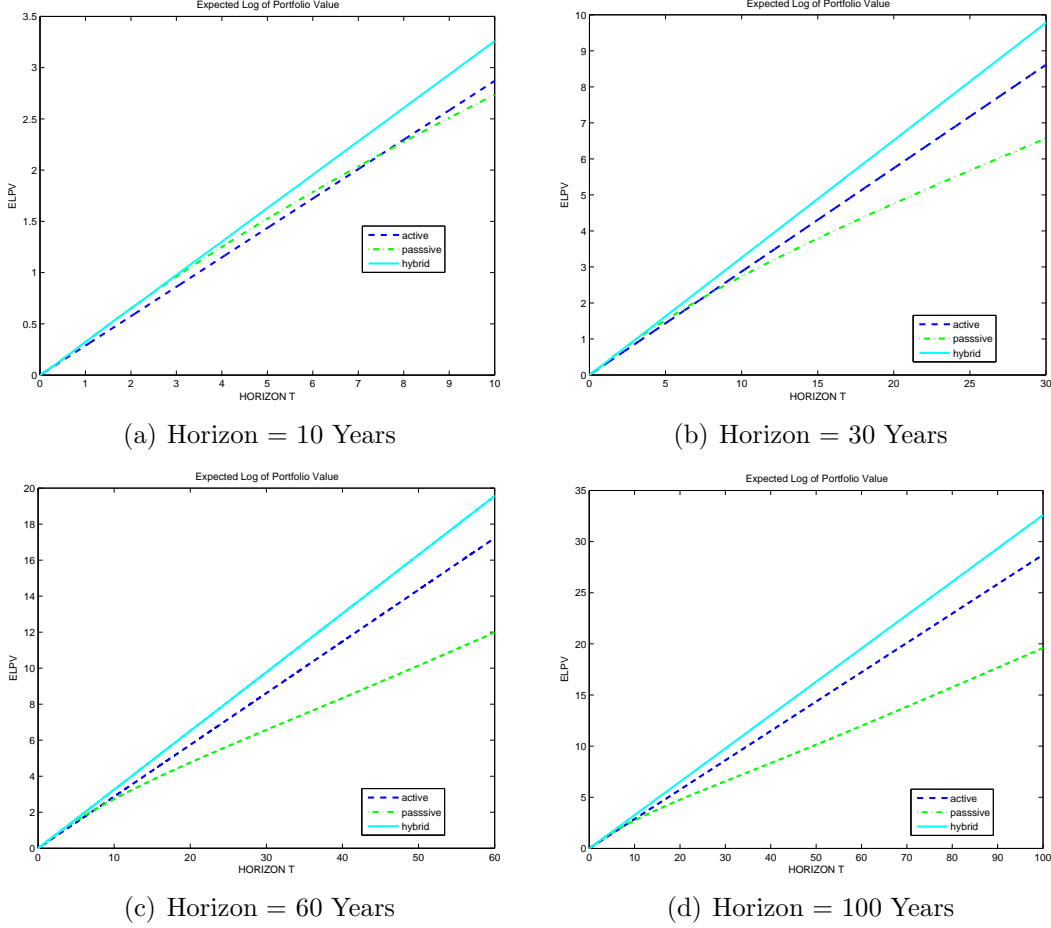 Expected Log of Portfolio Value
3.5
3
2.5
2
1.5
1
0.5
0
ELPV
0 1 2 3 4 5 6 7 8 9 10
HORIZON T
active
passsive
hybrid
(a) Horizon = 10 Years
Expected Log of Portfolio Value
10
9
8
7
6
5
4
3
2
1
0
ELPV
0 5 10 15 20 25 30
HORIZON T
active
passsive
hybrid
(b) Horizon = 30 Years
Expected Log of Portfolio Value
20
18
16
14
12
10
8
6
4
2
0
ELPV
0 10 20 30 40 50 60
HORIZON T
active
passsive
hybrid
(c) Horizon = 60 Years
Expected Log of Portfolio Value
35
30
25
20
15
10
5
0
ELPV
0 10 20 30 40 50 60 70 80 90 100
HORIZON T
active
passsive
hybrid
(d) Horizon = 100 Years